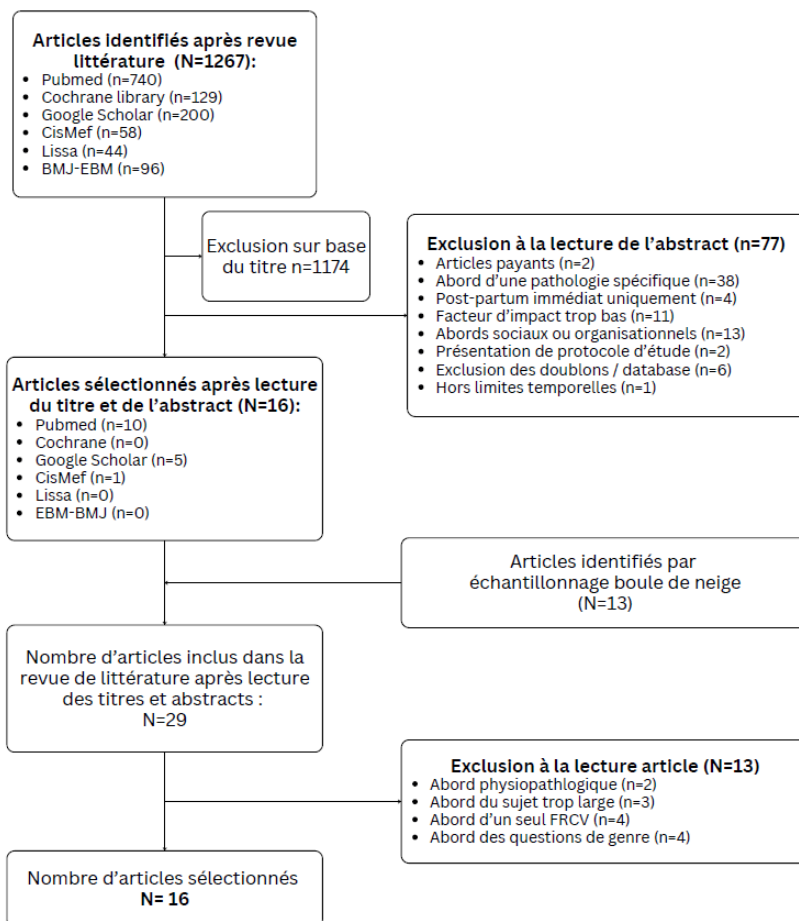 Articles identifiés après revue
littérature (N=1267):
• Pubmed (n=740)
• Cochrane library (n=129)
• Google Scholar (n=200)
• CisMef (n=58)
• Lissa (n=44)
• BMJ-EBM (n=96)
Exclusion sur base
du titre n=1174
Exclusion à la lecture de l'abstract (n=77)
• Articles payants (n=2)
• Abord d'une pathologie spécifique (n=38)
• Post-partum immédiat uniquement (n=4)
• Facteur d'impact trop bas (n=11)
• Abords sociaux ou organisationnels (n=13)
• Présentation de protocole d'étude (n=2)
• Exclusion des doublons / database (n=6)
• Hors limites temporelles (n=1)
Articles sélectionnés après lecture
du titre et de l'abstract (N=16):
• Pubmed (n=10)
• Cochrane (n=0)
• Google Scholar (n=5)
• CisMef (n=1)
• Lissa (n=0)
• EBM-BMJ (n=0)
Articles identifiés par
échantillonnage boule de neige
(N=13)
Nombre d'articles inclus dans la
revue de littérature après lecture
des titres et abstracts :
N=29
Exclusion à la lecture article (N=13)
• Abord physiopathlogique (n=2)
• Abord du sujet trop large (n=3)
• Abord d'un seul FRCV (n=4)
• Abord des questions de genre (n=4)
Nombre d'articles sélectionnés
N= 16